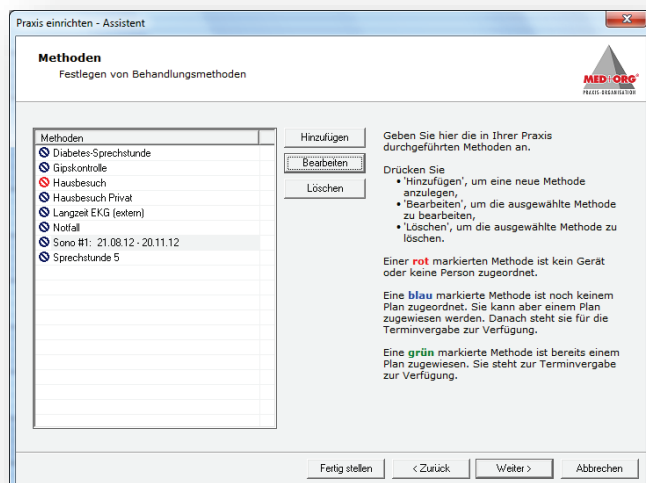 Praxis einrichten - Assistent
Methoden
Festlegen von Behandlungsmethoden
MED!ORG®
PRAXIS-ORGANISATION
Methoden
Diabetes-Sprechstunde
Gipskontrolle
Hausbesuch
Hausbesuch Privat
Langzeit EKG (extern)
Notfall
Sono #1: 21.08.12 - 20.11.12
Sprechstunde 5
Hinzufügen
Bearbeiten
Löschen
Geben Sie hier die in Ihrer Praxis
durchgeführten Methoden an.
Drücken Sie
• 'Hinzufügen', um eine neue Methode
anzulegen,
• 'Bearbeiten', um die ausgewählte Methode
zu bearbeiten,
• 'Löschen', um die ausgewählte Methode zu
löschen.
Einer rot markierten Methode ist kein Gerät
oder keine Person zugeordnet.
Eine blau markierte Methode ist noch keinem
Plan zugeordnet. Sie kann aber einem Plan
zugewiesen werden. Danach steht sie für die
Terminvergabe zur Verfügung.
Eine grün markierte Methode ist bereits einem
Plan zugewiesen. Sie steht zur Terminvergabe
zur Verfügung.
Fertig stellen
< Zurück
Weiter >
Abbrechen